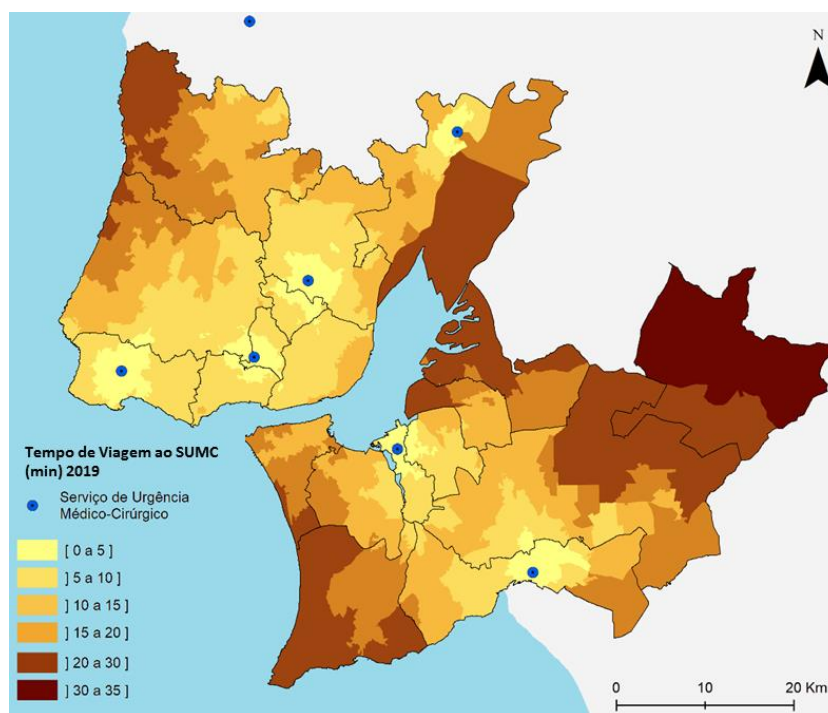 N
Tempo de Viagem ao SUMC
(min) 2019
Serviço de Urgência
Médico-Cirúrgico
[ 0 a 5 ]
] 5 a 10 ]
] 10 a 15 ]
] 15 a 20 ]
] 20 a 30 ]
] 30 a 35 ]
0 10 20 Km